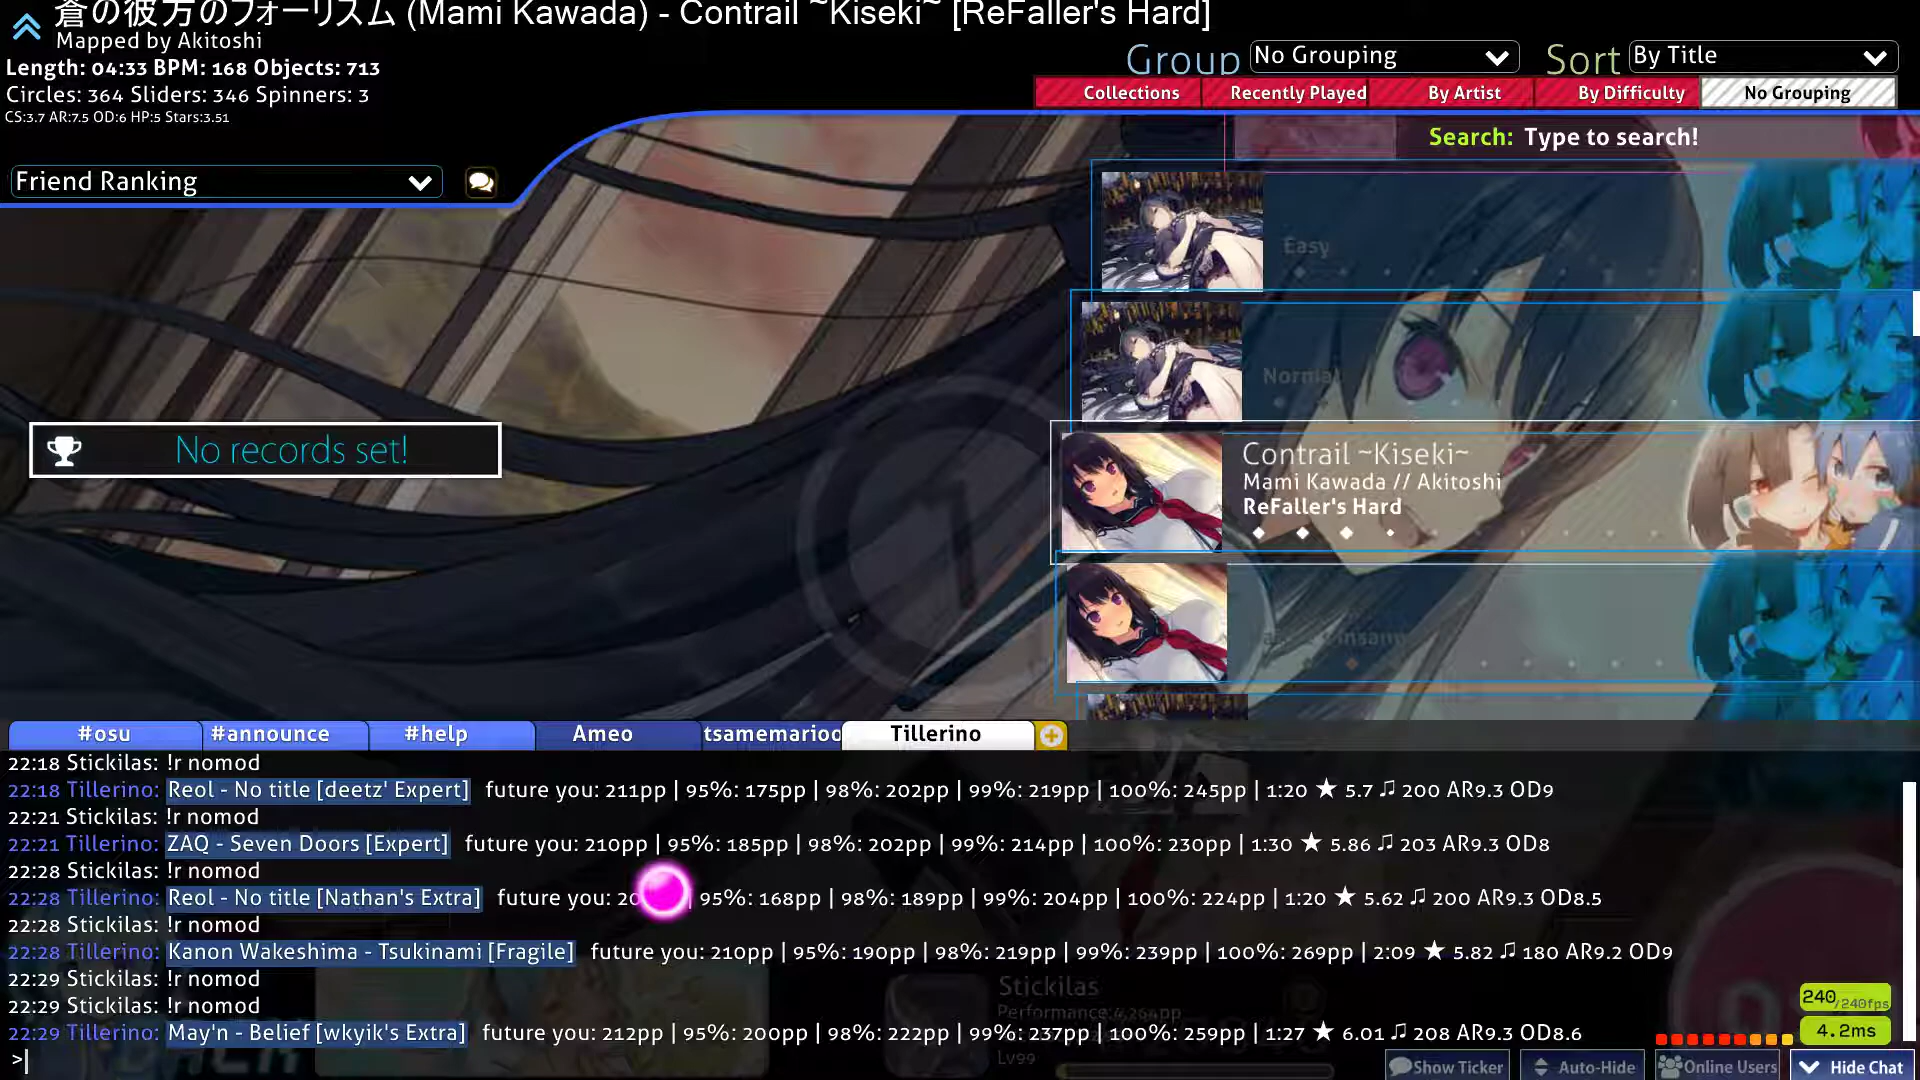 蒼の彼方のフォーリズム (Mami Kawada) - Contrail ~Kiseki~ [ReFaller's Hard]
Mapped by Akitoshi
Length: 04:33 BPM: 168 Objects: 713
Circles: 364 Sliders: 346 Spinners: 3
CS:3.7 AR:7.5 OD:6 HP:5 Stars:3.51
Group No Grouping Sort By Title
Collections Recently Played By Artist By Difficulty No Grouping
Search: Type to search!
Friend Ranking
Easy
Normal
No records set!
Contrail ~Kiseki~
Mami Kawada // Akitoshi
ReFaller's Hard
Insane
#osu #announce #help Ameo tsamemarioo Tillerino
22:18 Stickilas: !r nomod
22:18 Tillerino: Reol - No title [deetz' Expert] future you: 211pp | 95%: 175pp | 98%: 202pp | 99%: 219pp | 100%: 245pp | 1:20 ★ 5.7 ♫ 200 AR9.3 OD9
22:21 Stickilas: !r nomod
22:21 Tillerino: ZAQ - Seven Doors [Expert] future you: 210pp | 95%: 185pp | 98%: 202pp | 99%: 214pp | 100%: 230pp | 1:30 ★ 5.86 ♫ 203 AR9.3 OD8
22:28 Stickilas: !r nomod
22:28 Tillerino: Reol - No title [Nathan's Extra] future you: | 95%: 168pp | 98%: 189pp | 99%: 204pp | 100%: 224pp | 1:20 ★ 5.62 ♫ 200 AR9.3 OD8.5
22:28 Stickilas: !r nomod
22:28 Tillerino: Kanon Wakeshima - Tsukinami [Fragile] future you: 210pp | 95%: 190pp | 98%: 219pp | 99%: 239pp | 100%: 269pp | 2:09 ★ 5.82 ♫ 180 AR9.2 OD9
22:29 Stickilas: !r nomod
22:29 Stickilas: !r nomod
22:29 Tillerino: May'n - Belief [wkyik's Extra] future you: 212pp | 95%: 200pp | 98%: 222pp | 99%: 237pp | 100%: 259pp | 1:27 ★ 6.01 ♫ 208 AR9.3 OD8.6
>|
Stickilas
Performance:4,264pp
Lv99
240/240fps
4.2ms
Show Ticker Auto-Hide Online Users Hide Chat